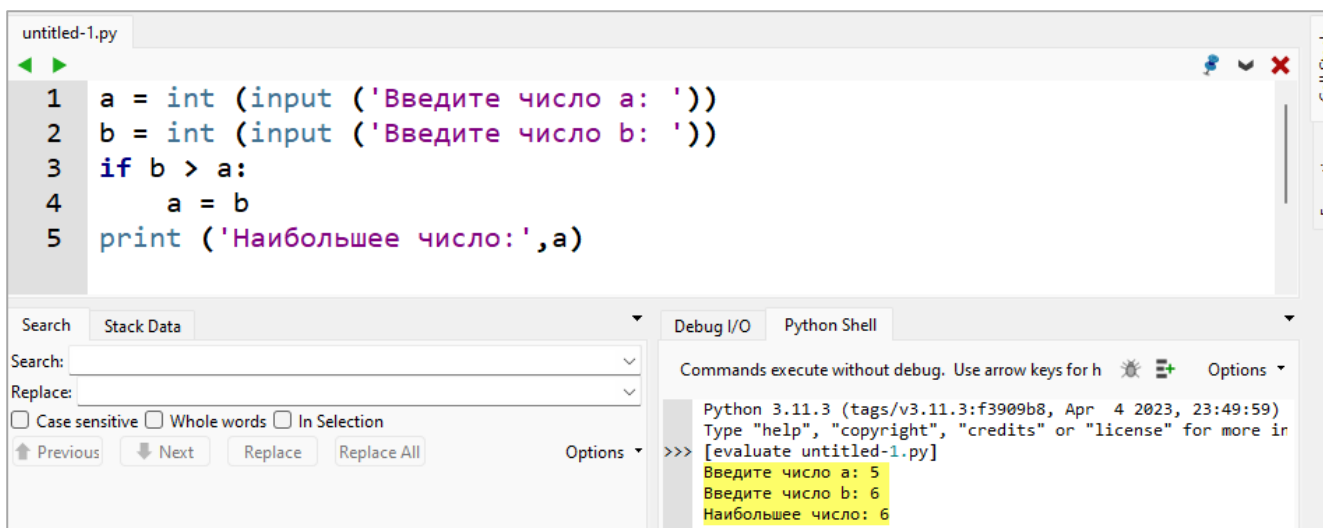 untitled-1.py
1 a = int (input ('Введите число a: '))
2 b = int (input ('Введите число b: '))
3 if b > a:
4 a = b
5 print ('Наибольшее число:',a)
Search Stack Data
Search:
Replace:
Case sensitive Whole words In Selection
Previous Next Replace Replace All Options
Debug I/O Python Shell
Commands execute without debug. Use arrow keys for h Options
Python 3.11.3 (tags/v3.11.3:f3909b8, Apr 4 2023, 23:49:59)
Type "help", "copyright", "credits" or "license" for more in
>>> [evaluate untitled-1.py]
Введите число a: 5
Введите число b: 6
Наибольшее число: 6